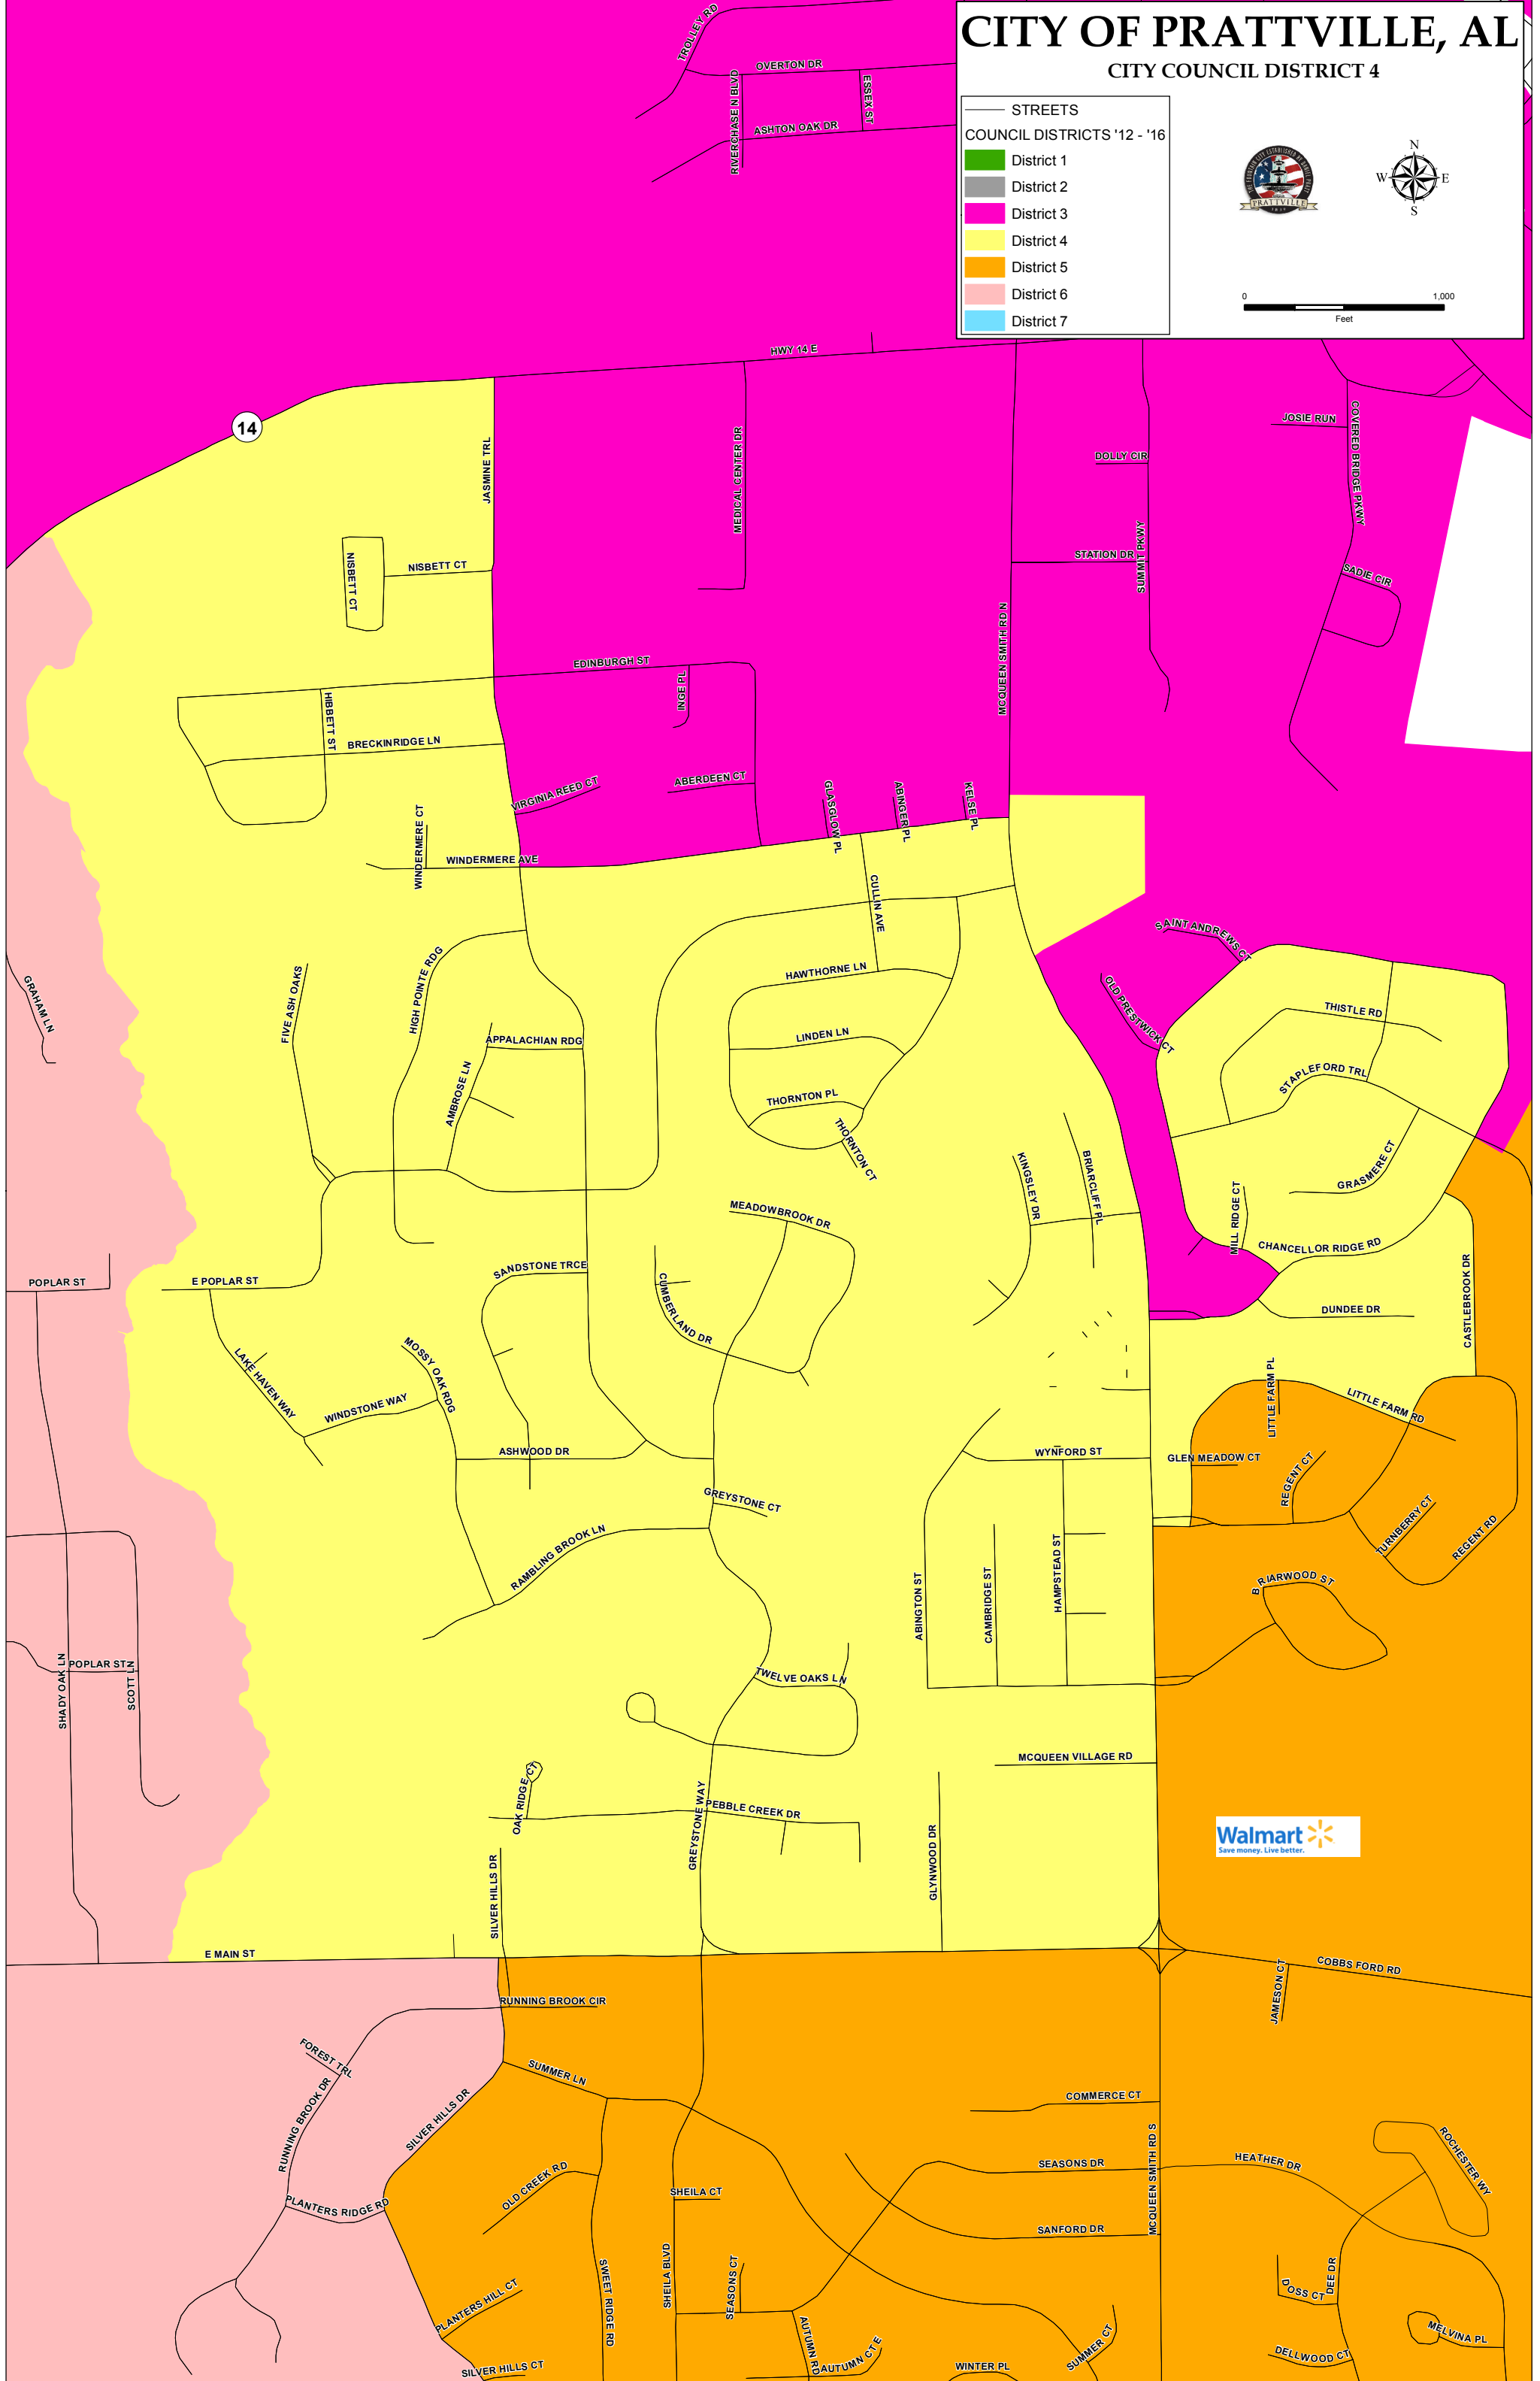 CITY OF PRATTVILLE, AL
CITY COUNCIL DISTRICT 4
STREETS
COUNCIL DISTRICTS '12 - '16
District 1
District 2
District 3
District 4
District 5
District 6
District 7
PRATTVILLE
N
W E
S
0 1,000
Feet
TROLLEY RD
OVERTON DR
RIVERCHASE N BLVD
ESSEX ST
ASHTON OAK DR
HWY 14 E
14
JASMINE TRL
MEDICAL CENTER DR
JOSIE RUN
COVERED BRIDGE PKWY
DOLLY CIR
STATION DR
SUMMIT PKWY
SADIE CIR
NISBETT CT
NISBETT CT
MCQUEEN SMITH RD N
EDINBURGH ST
INGE PL
HIBBETT ST
BRECKINRIDGE LN
VIRGINIA REED CT
ABERDEEN CT
GLASGLOW PL
ABINGER PL
KELSE PL
WINDERMERE CT
WINDERMERE AVE
CULLIN AVE
SAINT ANDREWS CT
GRAHAM LN
FIVE ASH OAKS
HIGH POINTE RDG
HAWTHORNE LN
OLD PRESTWICK CT
THISTLE RD
APPALACHIAN RDG
LINDEN LN
AMBROSE LN
STAPLEFORD TRL
THORNTON PL
THORNTON CT
KINGSLEY DR
BRIARCLIFF PL
GRASMERE CT
MILL RIDGE CT
MEADOWBROOK DR
CHANCELLOR RIDGE RD
POPLAR ST
E POPLAR ST
SANDSTONE TRCE
CUMBERLAND DR
DUNDEE DR
CASTLEBROOK DR
LAKE HAVEN WAY
MOSSY OAK RDG
WINDSTONE WAY
LITTLE FARM PL
LITTLE FARM RD
ASHWOOD DR
WYNFORD ST
GLEN MEADOW CT
REGENT CT
GREYSTONE CT
TURNBERRY CT
REGENT RD
RAMBLING BROOK LN
ABINGTON ST
CAMBRIDGE ST
HAMPSTEAD ST
BRIARWOOD ST
SHADY OAK LN
POPLAR ST
SCOTT LN
TWELVE OAKS LN
MCQUEEN VILLAGE RD
OAK RIDGE CT
GREYSTONE WAY
PEBBLE CREEK DR
Walmart
Save money. Live better.
SILVER HILLS DR
GLYNWOOD DR
E MAIN ST
COBBS FORD RD
JAMESON CT
RUNNING BROOK CIR
FOREST TRL
SUMMER LN
RUNNING BROOK DR
SILVER HILLS DR
COMMERCE CT
MCQUEEN SMITH RD S
ROCHESTER WY
OLD CREEK RD
SEASONS DR
HEATHER DR
PLANTERS RIDGE RD
SHEILA CT
SANFORD DR
SWEET RIDGE RD
SHEILA BLVD
SEASONS CT
DOSS CT
DEE DR
PLANTERS HILL CT
AUTUMN RD
MELVINA PL
SUMMER CT
AUTUMN CT E
DELLWOOD CT
SILVER HILLS CT
WINTER PL